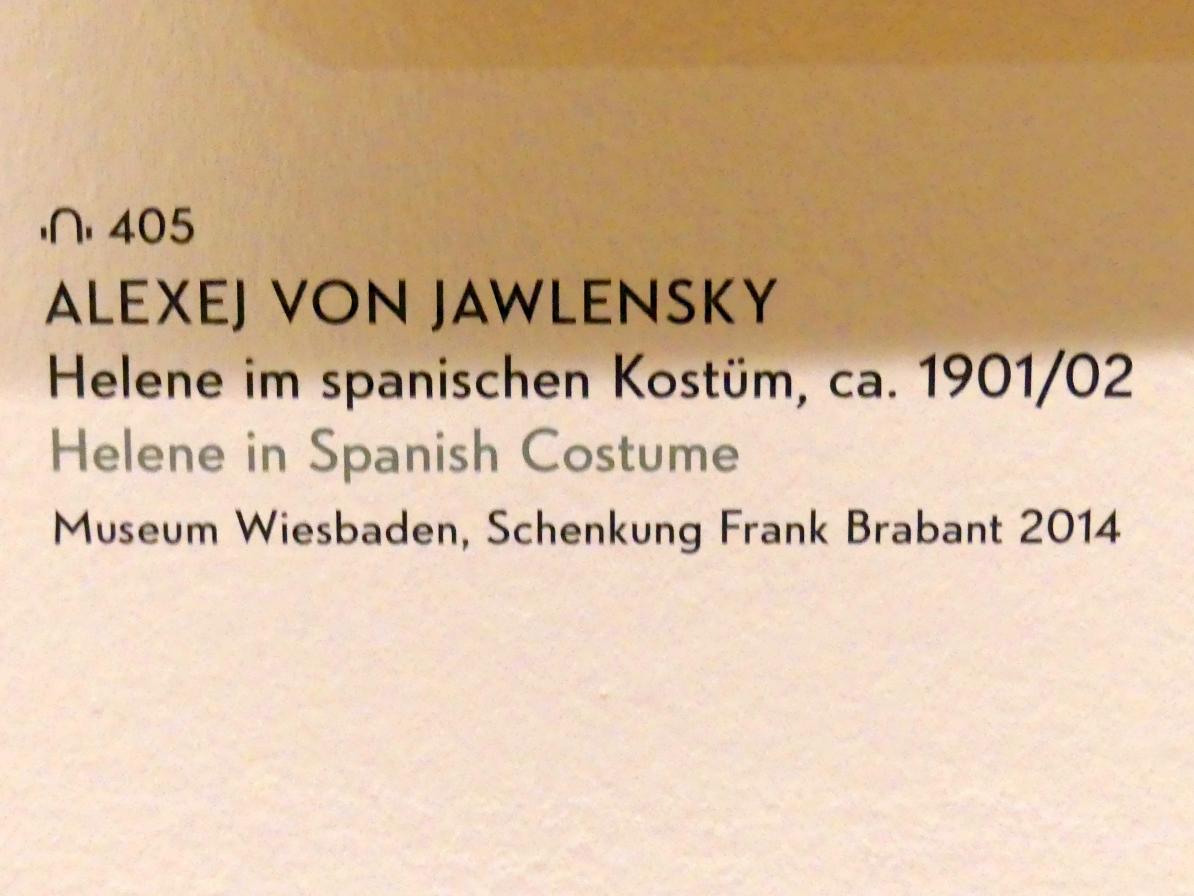 405
ALEXEJ VON JAWLENSKY
Helene im spanischen Kostüm, ca. 1901/02
Helene in Spanish Costume
Museum Wiesbaden, Schenkung Frank Brabant 2014